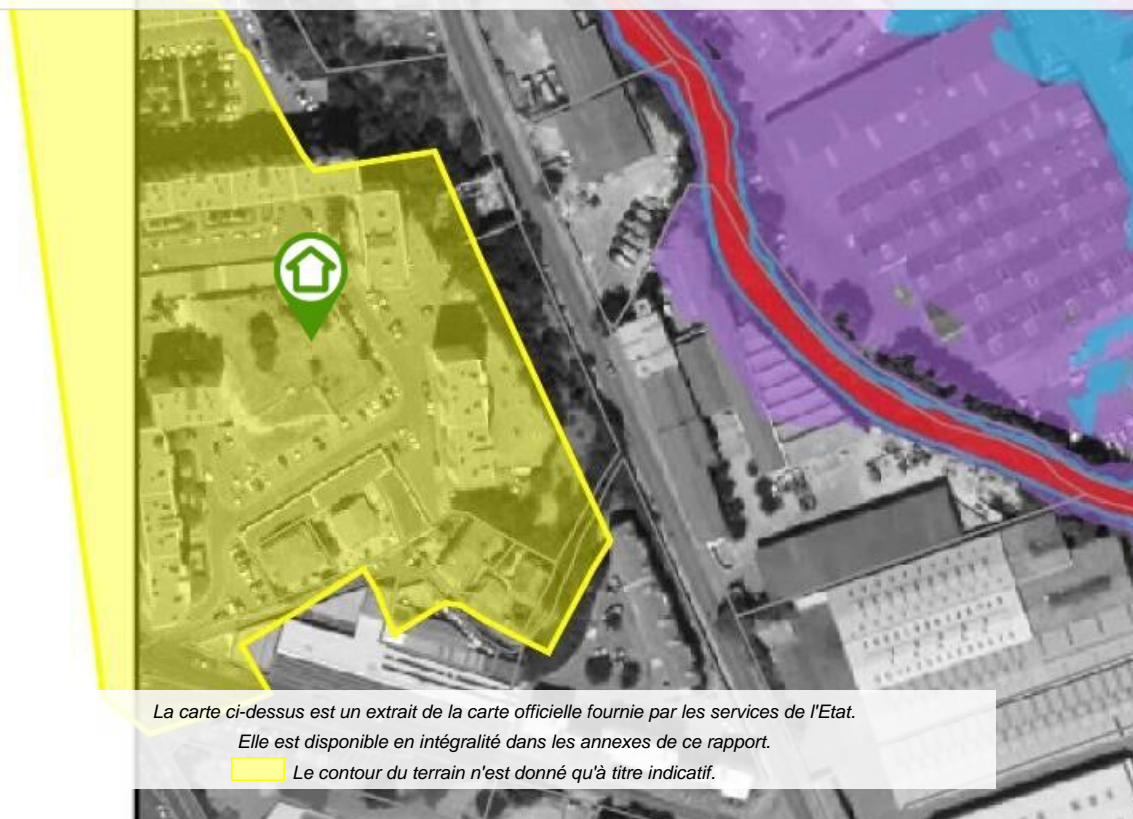 La carte ci-dessus est un extrait de la carte officielle fournie par les services de l'Etat.
Elle est disponible en intégralité dans les annexes de ce rapport.
Le contour du terrain n'est donné qu'à titre indicatif.